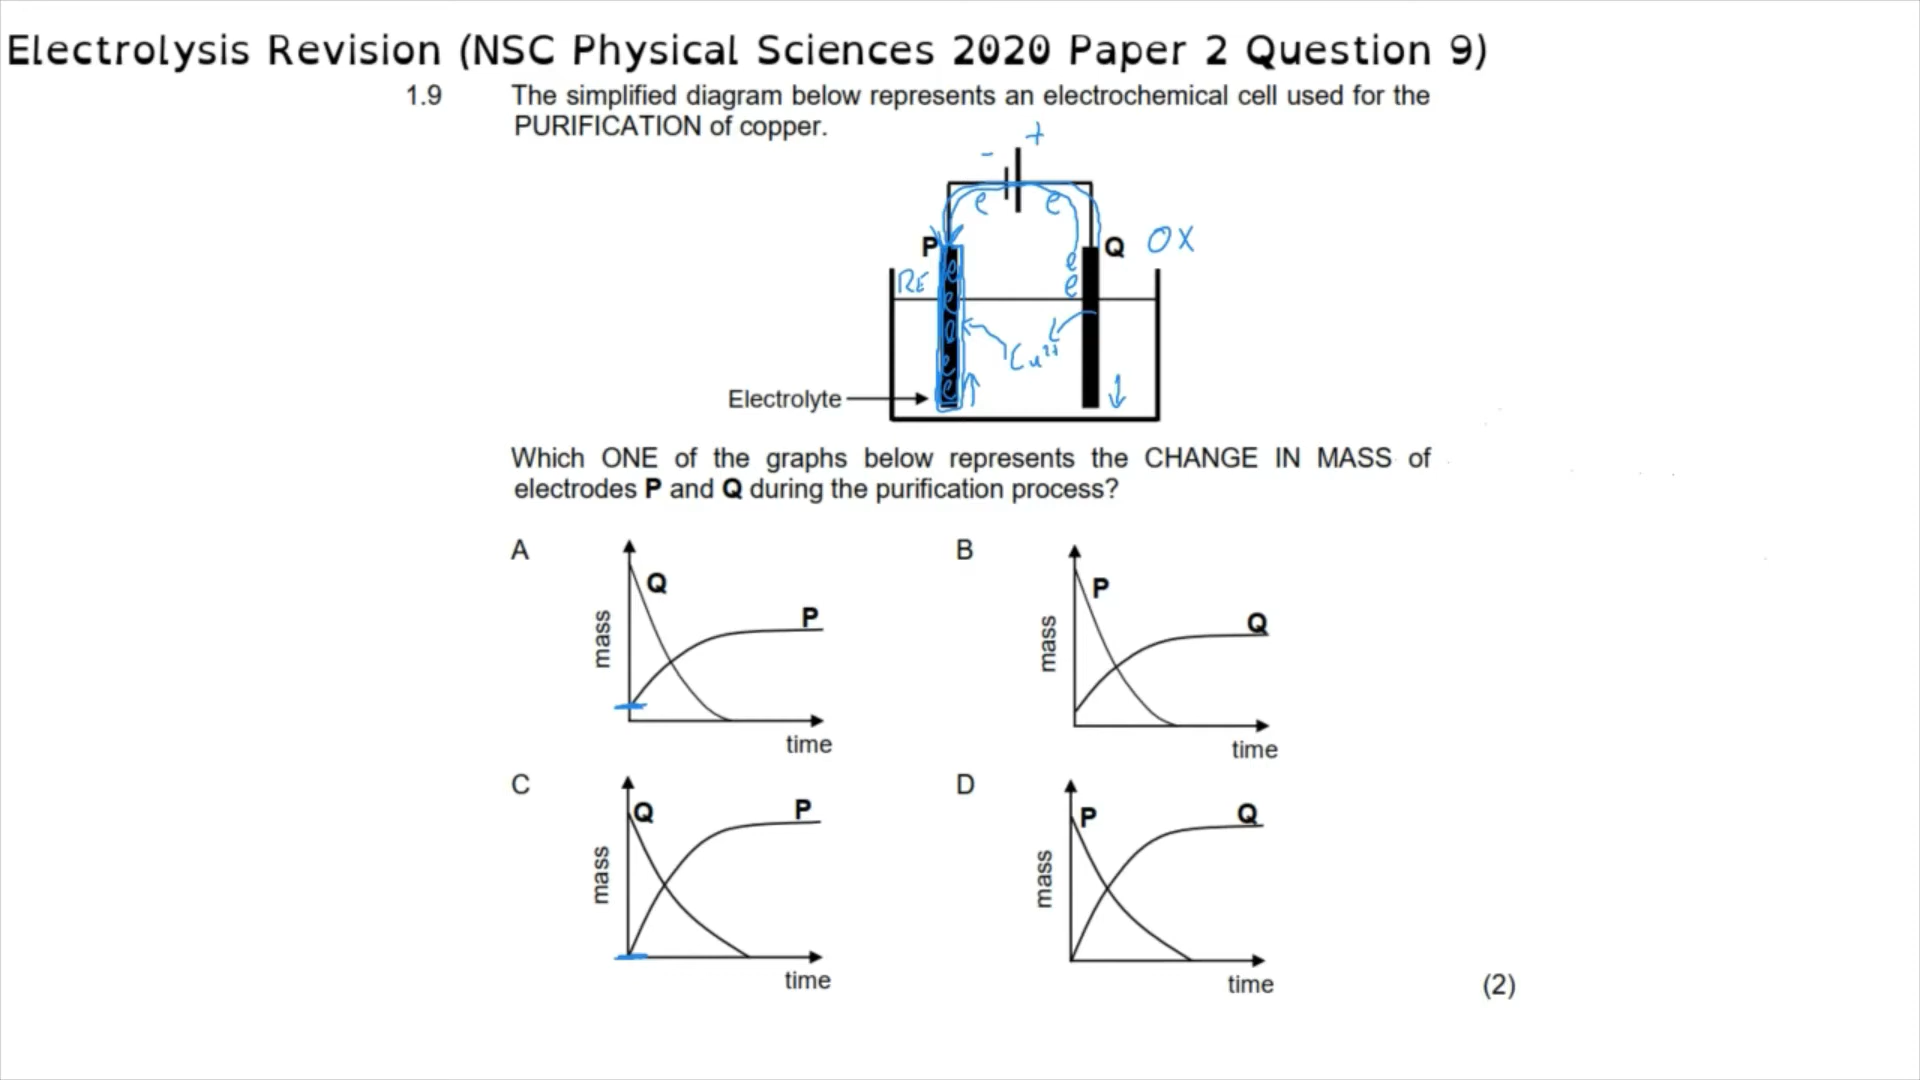 Electrolysis Revision (NSC Physical Sciences 2020 Paper 2 Question 9)
1.9 The simplified diagram below represents an electrochemical cell used for the
PURIFICATION of copper.
- +
e e
P Q OX
RE
e
e
e
e
Cu²⁺
e
e
Electrolyte
Which ONE of the graphs below represents the CHANGE IN MASS of
electrodes P and Q during the purification process?
A
Q
P
mass
time
B
P
Q
mass
time
C
Q
P
mass
time
D
P
Q
mass
time
(2)